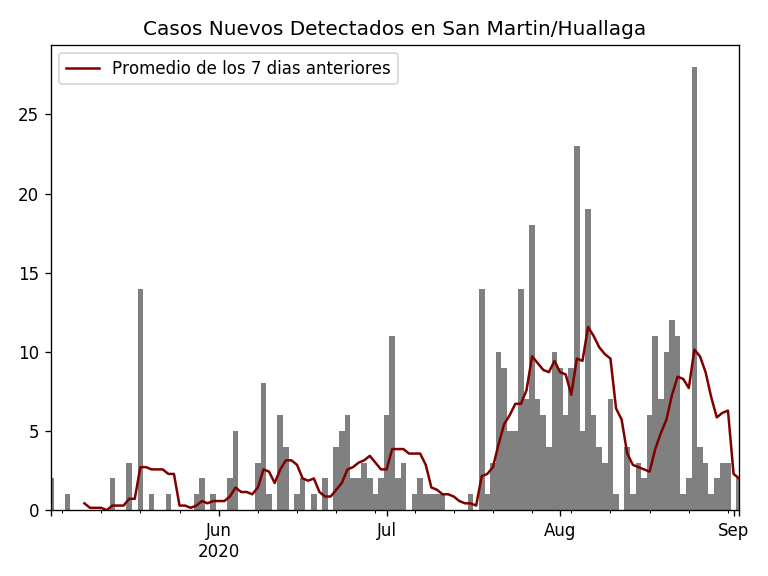 Casos Nuevos Detectados en San Martin/Huallaga
Promedio de los 7 dias anteriores
25
20
15
10
5
0
Jun
2020
Jul
Aug
Sep